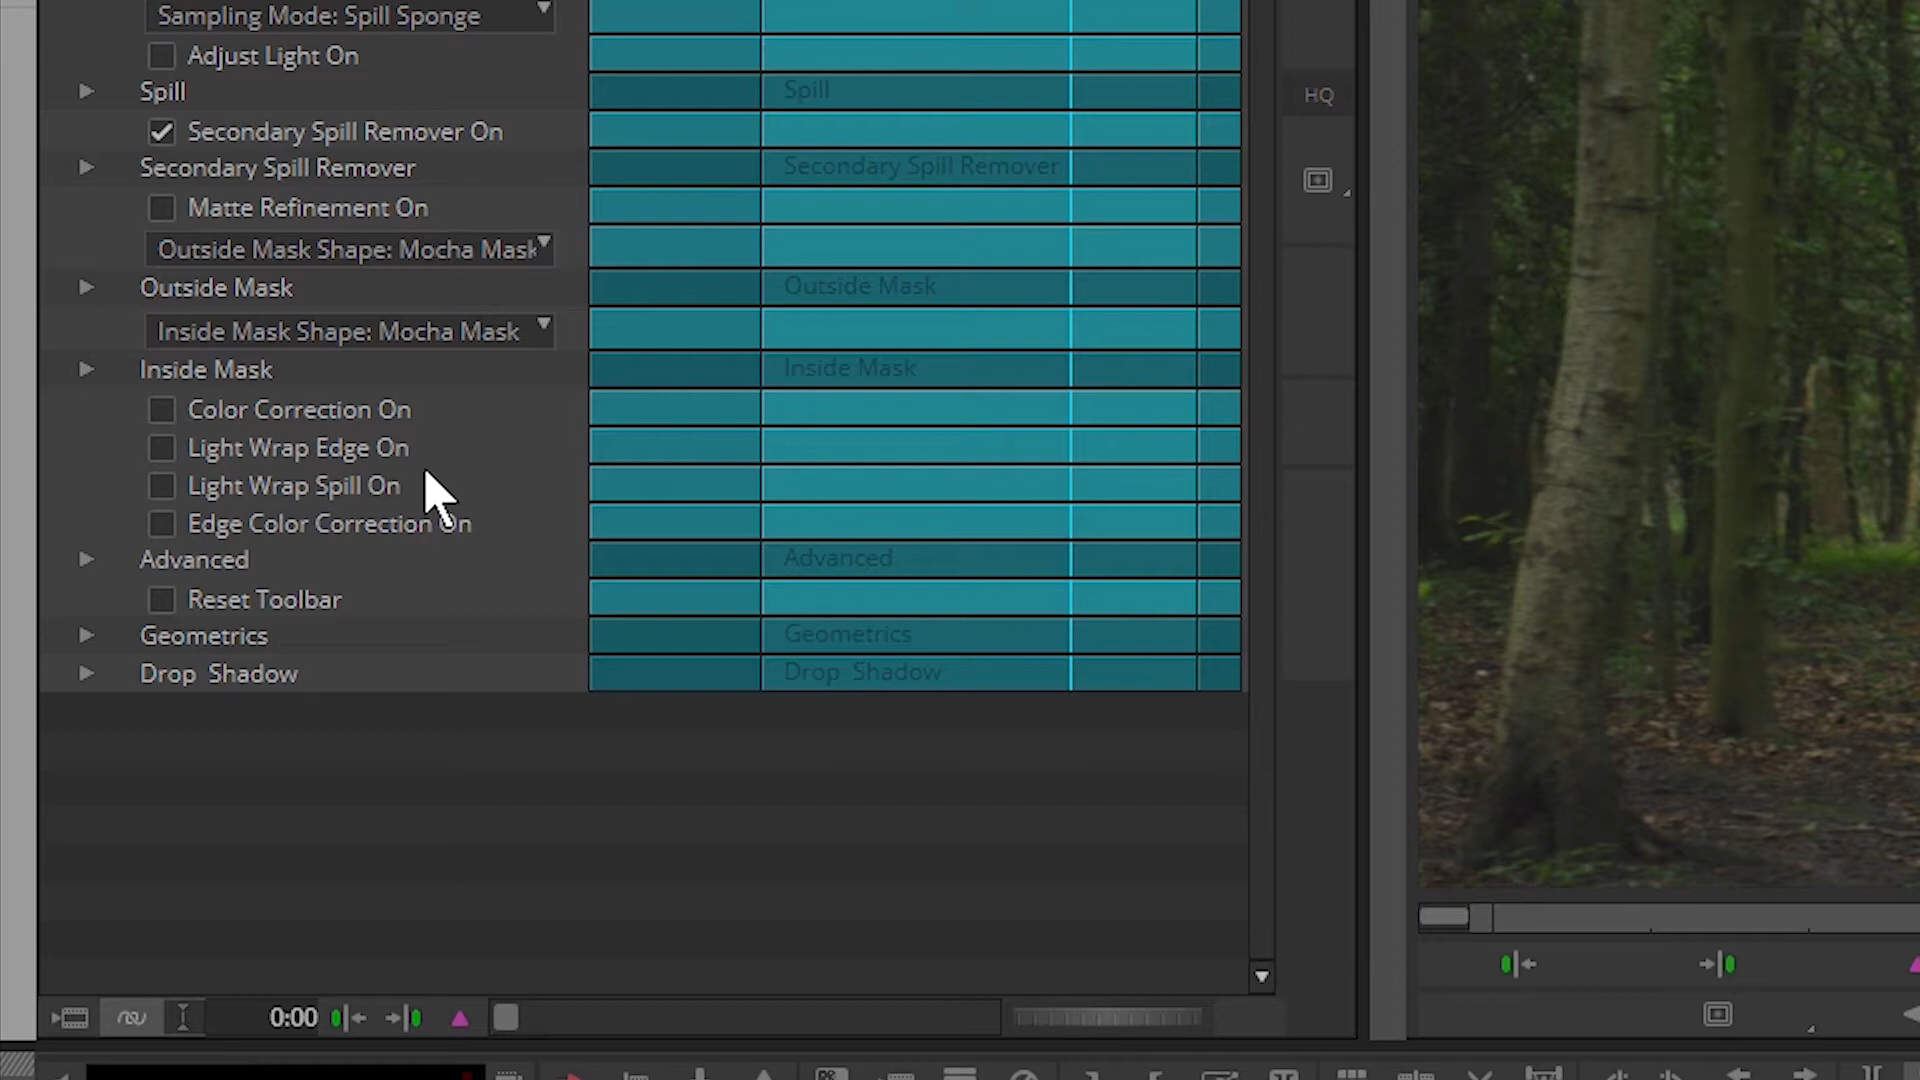 Sampling Mode: Spill Sponge
Adjust Light On
Spill
Spill
HQ
Secondary Spill Remover On
Secondary Spill Remover
Secondary Spill Remover
Matte Refinement On
Outside Mask Shape: Mocha Mask
Outside Mask
Outside Mask
Inside Mask Shape: Mocha Mask
Inside Mask
Inside Mask
Color Correction On
Light Wrap Edge On
Light Wrap Spill On
Edge Color Correction On
Advanced
Advanced
Reset Toolbar
Geometrics
Geometrics
Drop Shadow
Drop Shadow
0:00